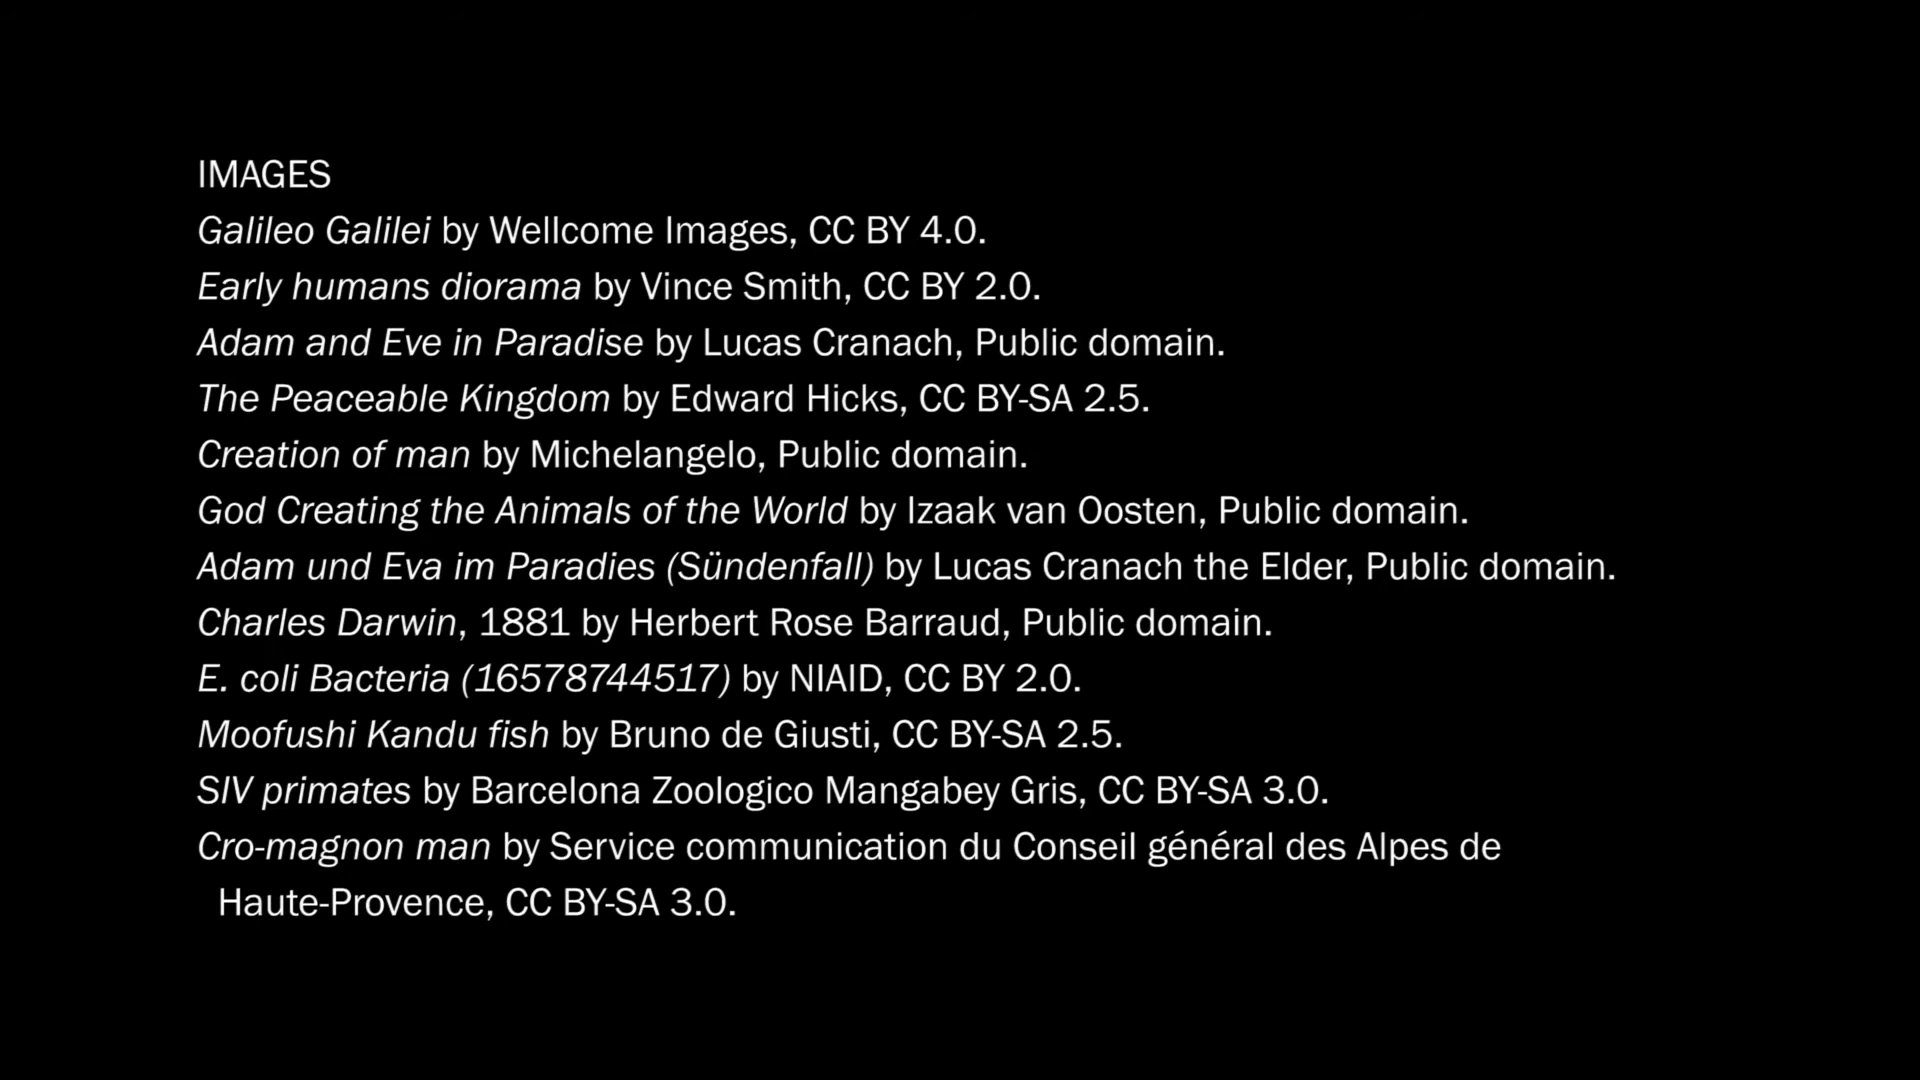 IMAGES
Galileo Galilei by Wellcome Images, CC BY 4.0.
Early humans diorama by Vince Smith, CC BY 2.0.
Adam and Eve in Paradise by Lucas Cranach, Public domain.
The Peaceable Kingdom by Edward Hicks, CC BY-SA 2.5.
Creation of man by Michelangelo, Public domain.
God Creating the Animals of the World by Izaak van Oosten, Public domain.
Adam und Eva im Paradies (Sündenfall) by Lucas Cranach the Elder, Public domain.
Charles Darwin, 1881 by Herbert Rose Barraud, Public domain.
E. coli Bacteria (16578744517) by NIAID, CC BY 2.0.
Moofushi Kandu fish by Bruno de Giusti, CC BY-SA 2.5.
SIV primates by Barcelona Zoologico Mangabey Gris, CC BY-SA 3.0.
Cro-magnon man by Service communication du Conseil général des Alpes de
Haute-Provence, CC BY-SA 3.0.